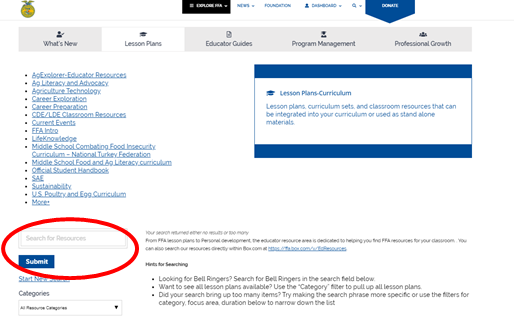 EXPLORE FFA NEWS FOUNDATION DASHBOARD DONATE
What's New Lesson Plans Educator Guides Program Management Professional Growth
AgExplorer-Educator Resources
Ag Literacy and Advocacy
Agriculture Technology
Career Exploration
Career Preparation
CDE/LDE Classroom Resources
Current Events
FFA Intro
LifeKnowledge
Middle School Combating Food Insecurity
Curriculum – National Turkey Federation
Middle School Food and Ag Literacy curriculum
Official Student Handbook
SAE
Sustainability
U.S. Poultry and Egg Curriculum
More+
Lesson Plans-Curriculum
Lesson plans, curriculum sets, and classroom resources that can
be integrated into your curriculum or used as stand alone
materials.
Search for Resources
Submit
Start New Search
Categories
All Resource Categories
Your search returned either no results or too many
From FFA lesson plans to Personal development, the educator resource area is dedicated to helping you find FFA resources for your classroom. You
can also search our resources directly within Box.com at https://ffa.box.com/v/EdResources.
Hints for Searching
Looking for Bell Ringers? Search for Bell Ringers in the search field below.
Want to see all lesson plans available? Use the "Category" filter to pull up all lesson plans.
Did your search bring up too many items? Try making the search phrase more specific or use the filters for
category, focus area, duration below to narrow down the list